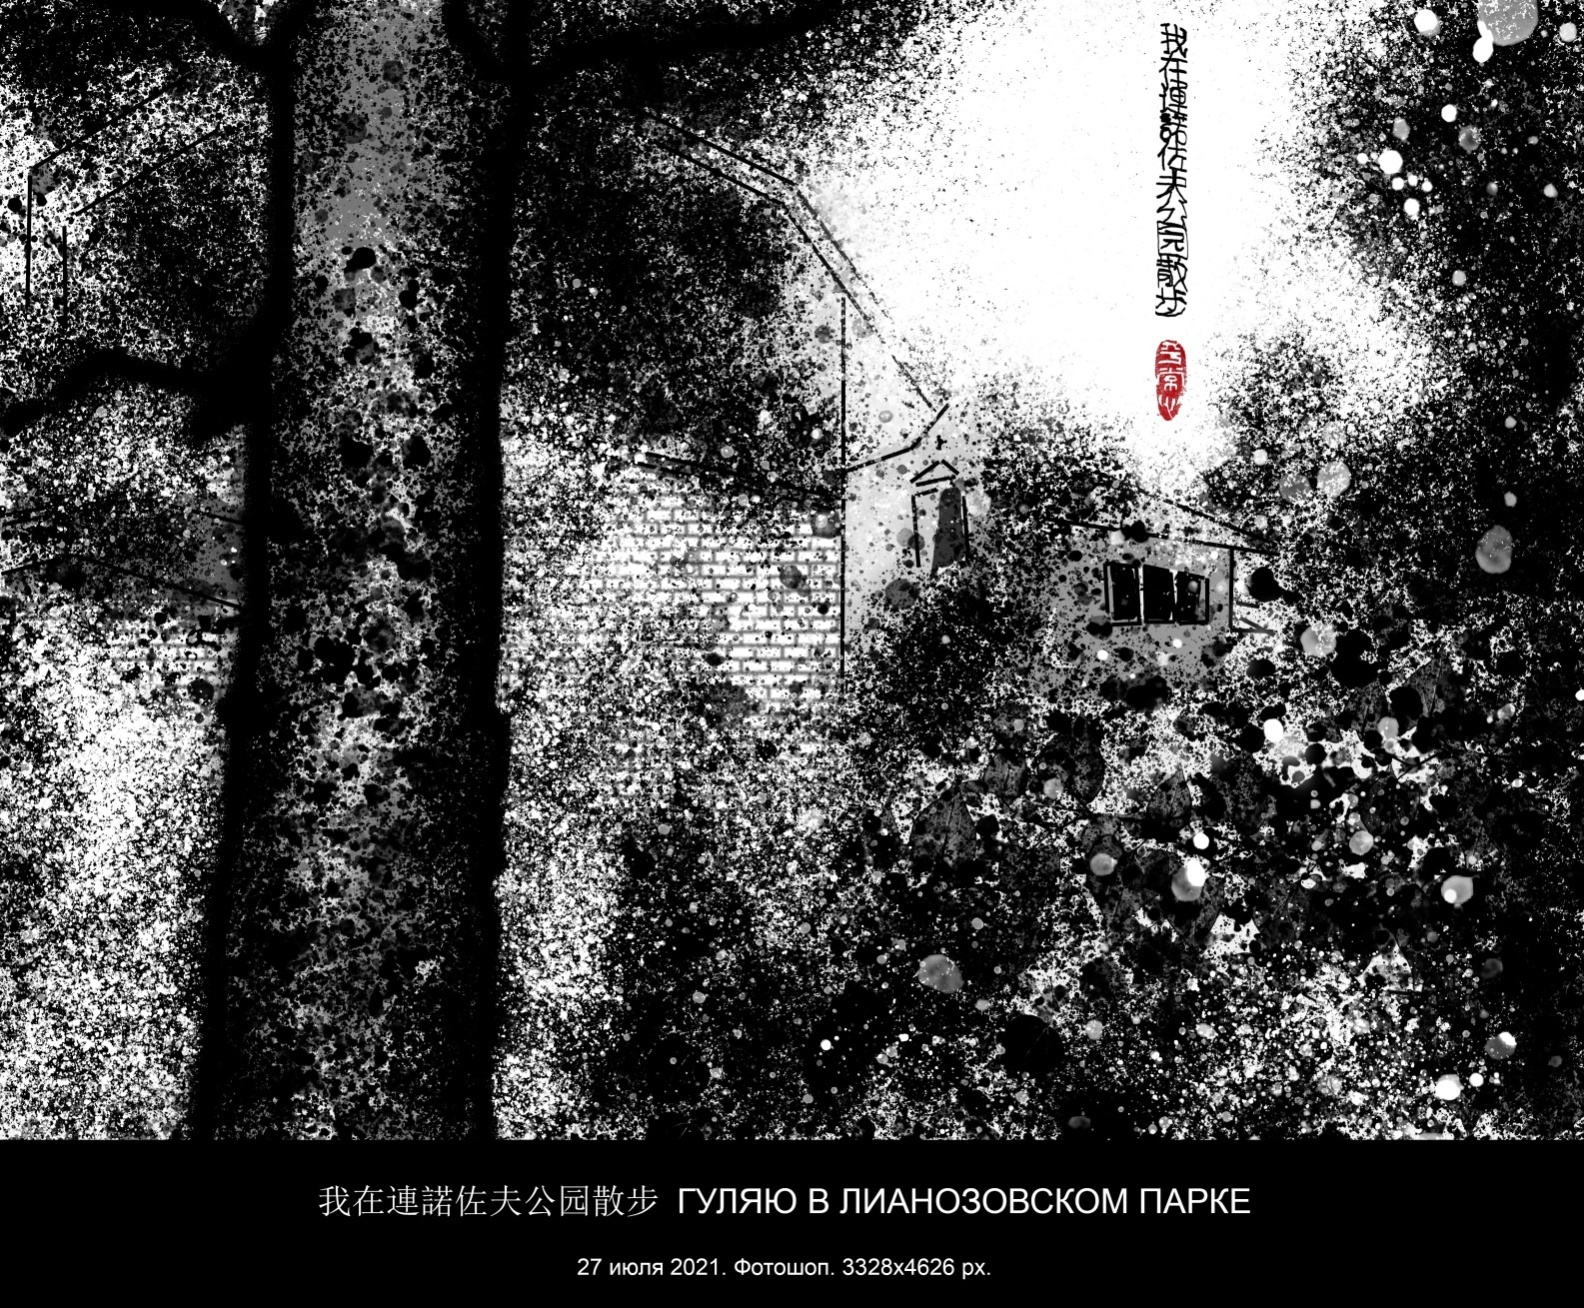 我在連諾佐夫公园散步
我在連諾佐夫公园散步 ГУЛЯЮ В ЛИАНОЗОВСКОМ ПАРКЕ
27 июля 2021. Фотошоп. 3328x4626 px.